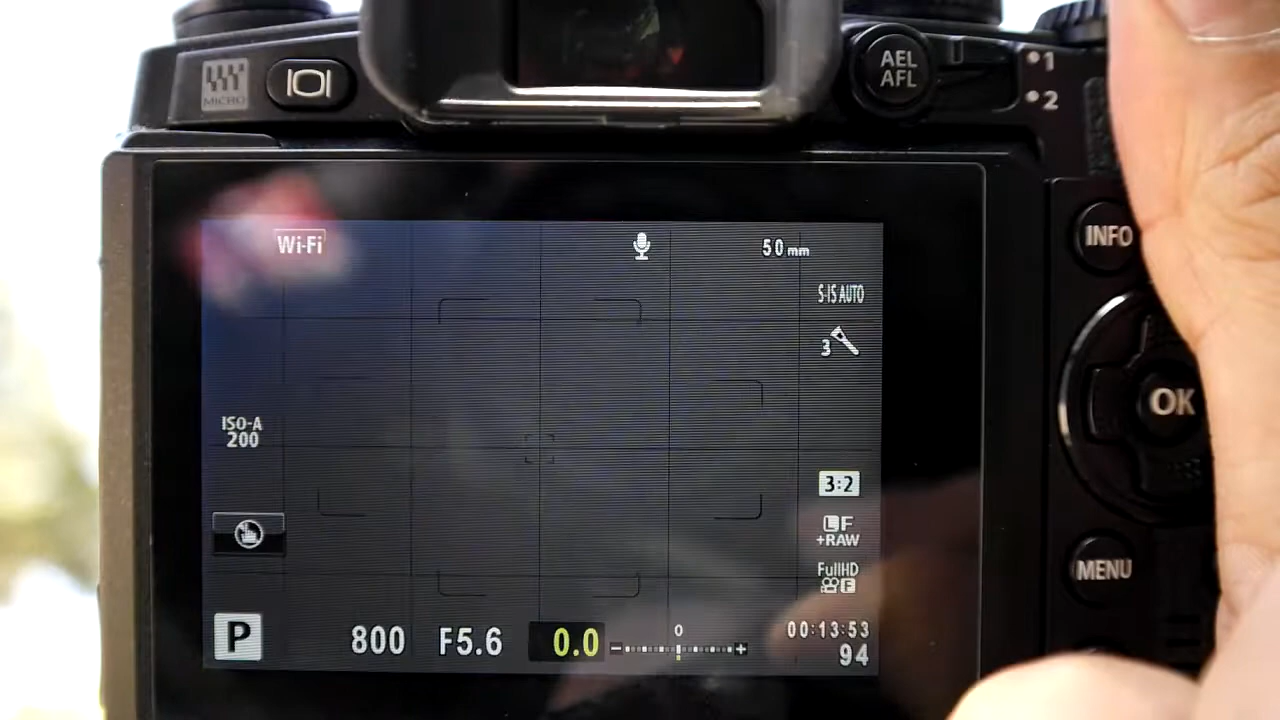 MICRO
AEL
AFL
1
2
INFO
OK
MENU
Wi-Fi
50mm
S-IS AUTO
3
ISO-A
200
3:2
LF
+RAW
FullHD
F
P
800
F5.6
0.0
0
- +
00:13:53
94